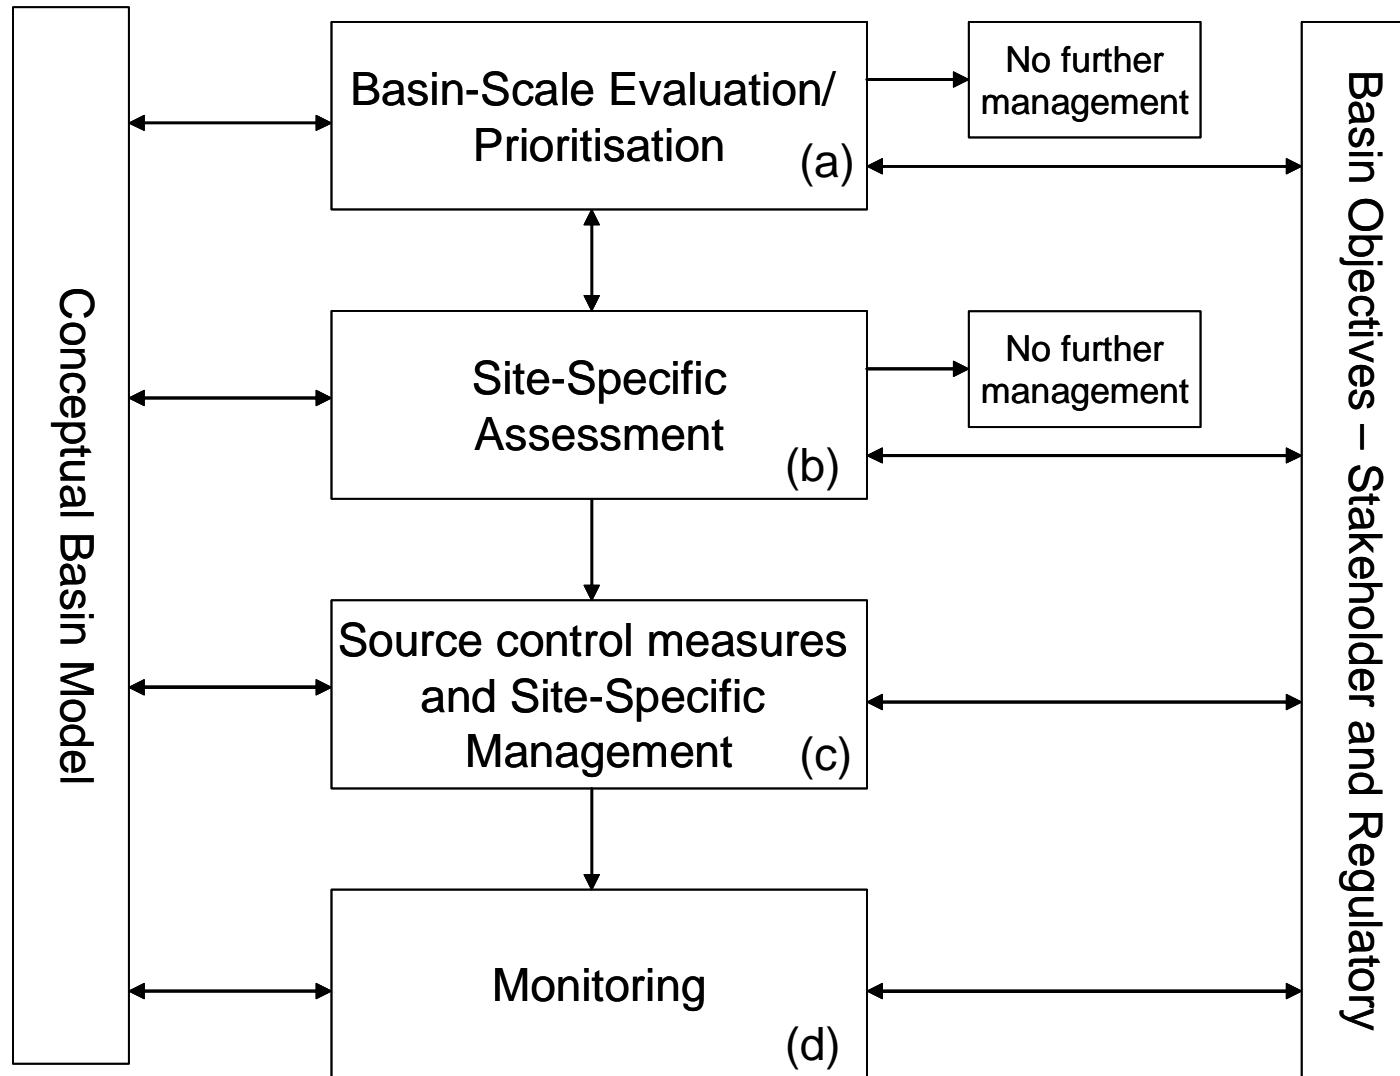 Conceptual Basin Model
Basin-Scale Evaluation/
Prioritisation
(a)
No further
management
Site-Specific
Assessment
(b)
No further
management
Source control measures
and Site-Specific
Management
(c)
Monitoring
(d)
Basin Objectives – Stakeholder and Regulatory